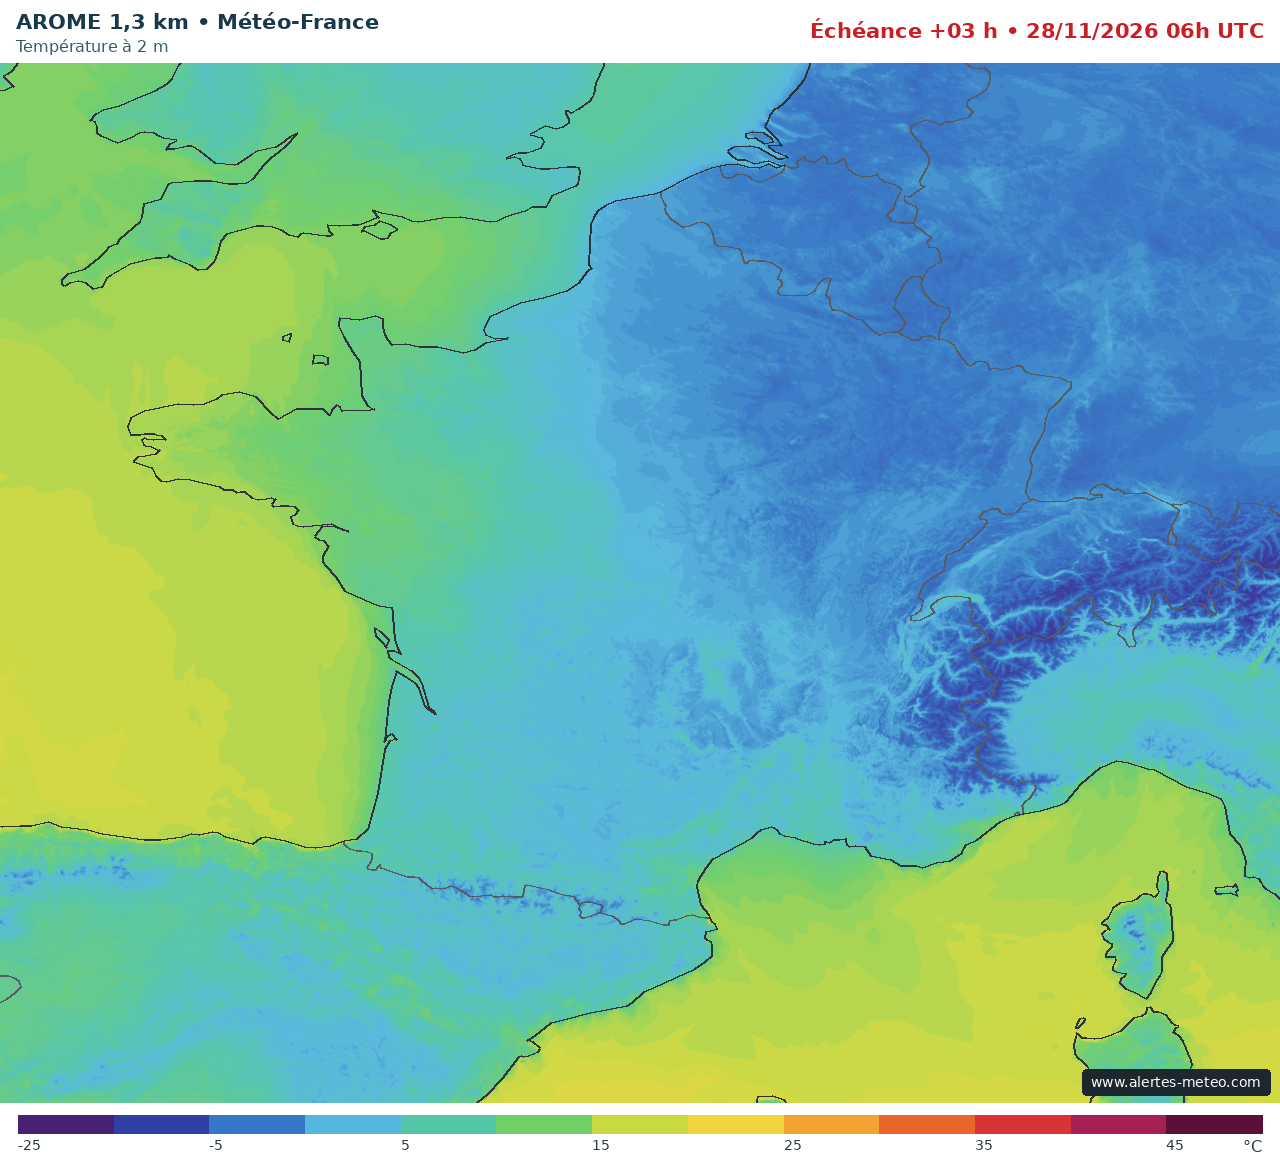 AROME 1,3 km • Météo-France
Température à 2 m
Échéance +03 h • 28/11/2026 06h UTC
www.alertes-meteo.com
-25 -5 5 15 25 35 45 °C